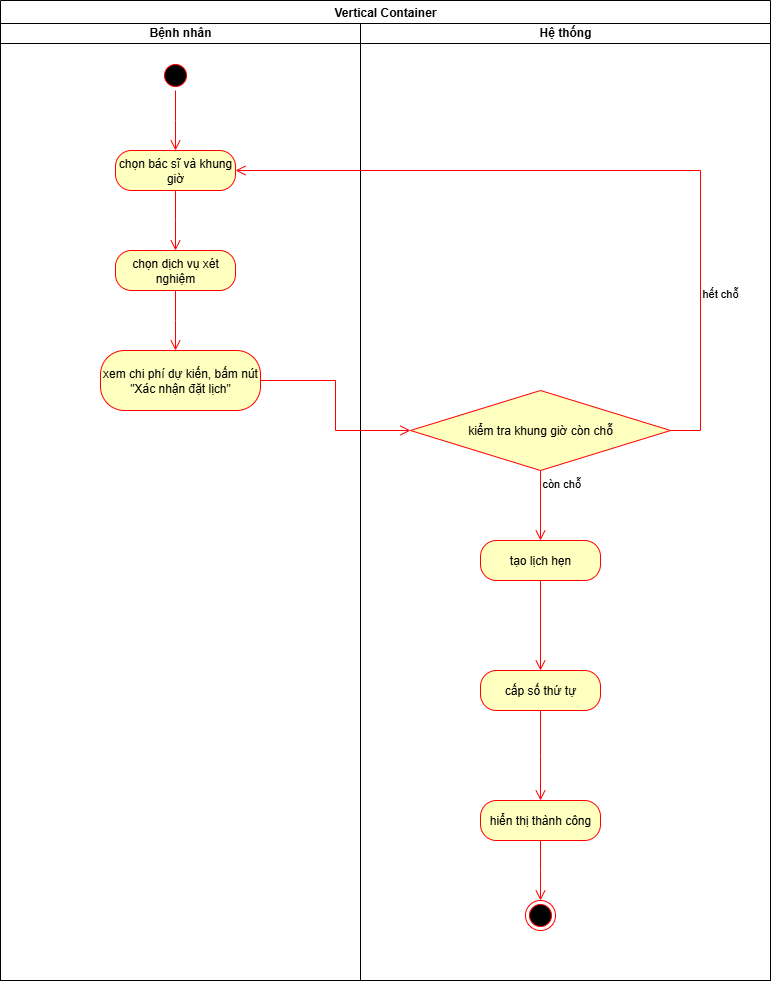 Vertical Container
Bệnh nhân
Hệ thống
chọn bác sĩ và khung
giờ
chọn dịch vụ xét
nghiệm
hết chỗ
xem chi phí dự kiến, bấm nút
"Xác nhận đặt lịch"
kiểm tra khung giờ còn chỗ
còn chỗ
tạo lịch hẹn
cấp số thứ tự
hiển thị thành công